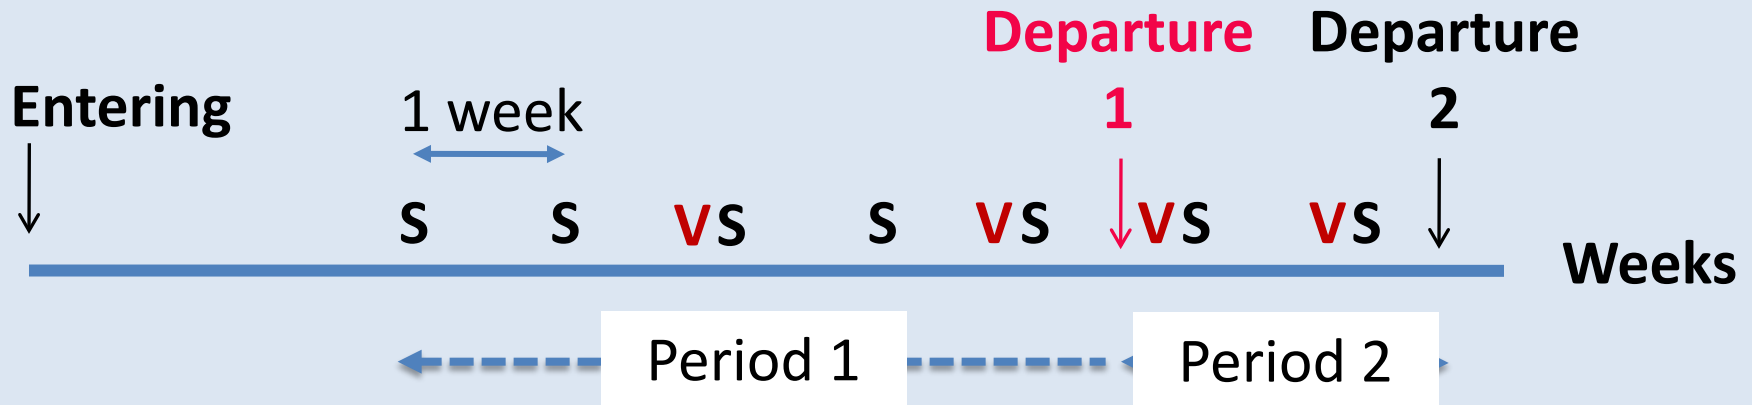 Departure Departure
Entering 1 week 1 2
S S VS S VS VS VS
Weeks
Period 1 Period 2